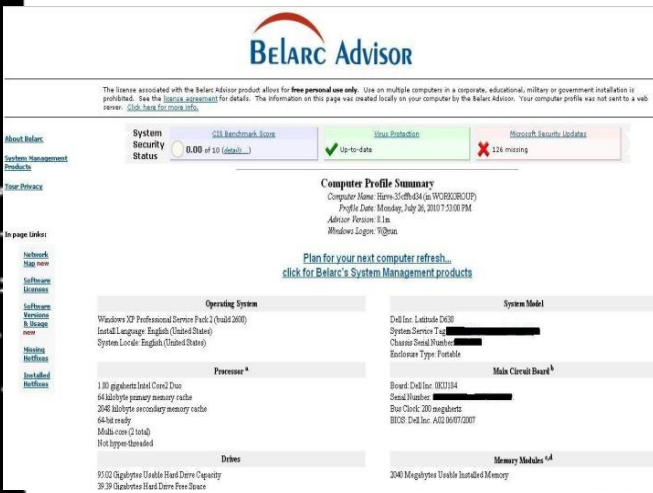 BELARC ADVISOR
The license associated with the Belarc Advisor product allows for free personal use only. Use on multiple computers in a corporate, educational, military or government installation is
prohibited. See the license agreement for details. The information on this page was created locally on your computer by the Belarc Advisor. Your computer profile was not sent to a web
server. Click here for more info.
About Belarc
System Management
Products
Your Privacy
In page Links:
Network
Map new
Software
Licenses
Software
Versions
& Usage
new
Missing
Hotfixes
Installed
Hotfixes
System
Security
Status
CIS Benchmark Score
0.00 of 10 (details...)
Virus Protection
Up-to-date
Microsoft Security Updates
126 missing
Computer Profile Summary
Computer Name: (in WORKGROUP)
Profile Date: Monday, July 26, 2010 7:53:00 PM
Advisor Version: 8.1m
Windows Logon:
Plan for your next computer refresh...
click for Belarc's System Management products
Operating System
Windows XP Professional Service Pack 2 (build 2600)
Install Language: English (United States)
System Locale: English (United States)
System Model
Dell Inc. Latitude D630
System Service Tag:
Chassis Serial Number:
Enclosure Type: Portable
Processor a
1.80 gigahertz Intel Core2 Duo
64 kilobyte primary memory cache
2048 kilobyte secondary memory cache
64-bit ready
Multi-core (2 total)
Not hyper-threaded
Main Circuit Board b
Board: Dell Inc. 0KU184
Serial Number:
Bus Clock: 200 megahertz
BIOS: Dell Inc. A02 06/07/2007
Drives
93.02 Gigabytes Usable Hard Drive Capacity
39.39 Gigabytes Hard Drive Free Space
Memory Modules c,d
2040 Megabytes Usable Installed Memory